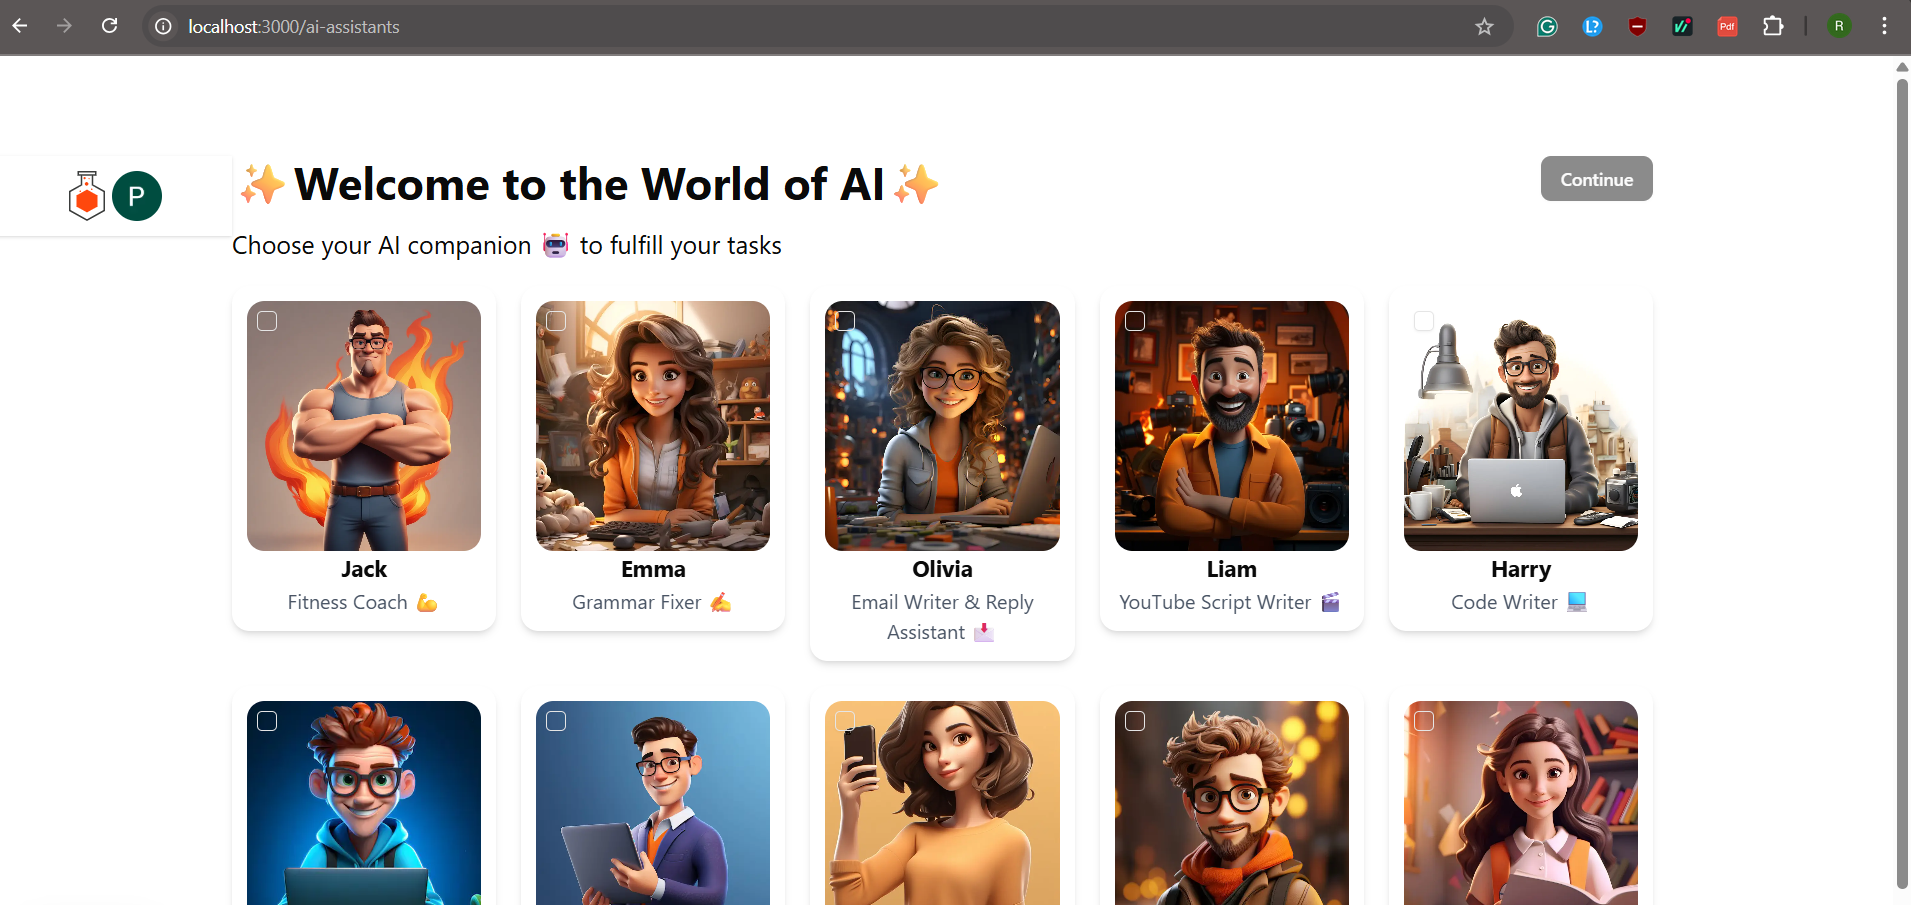 localhost:3000/ai-assistants
L?
Pdf
R
P
✨Welcome to the World of AI✨
Continue
Choose your AI companion 🤖 to fulfill your tasks
Jack
Fitness Coach 💪
Emma
Grammar Fixer ✍️
Olivia
Email Writer & Reply
Assistant 📩
Liam
YouTube Script Writer 🎬
Harry
Code Writer 💻